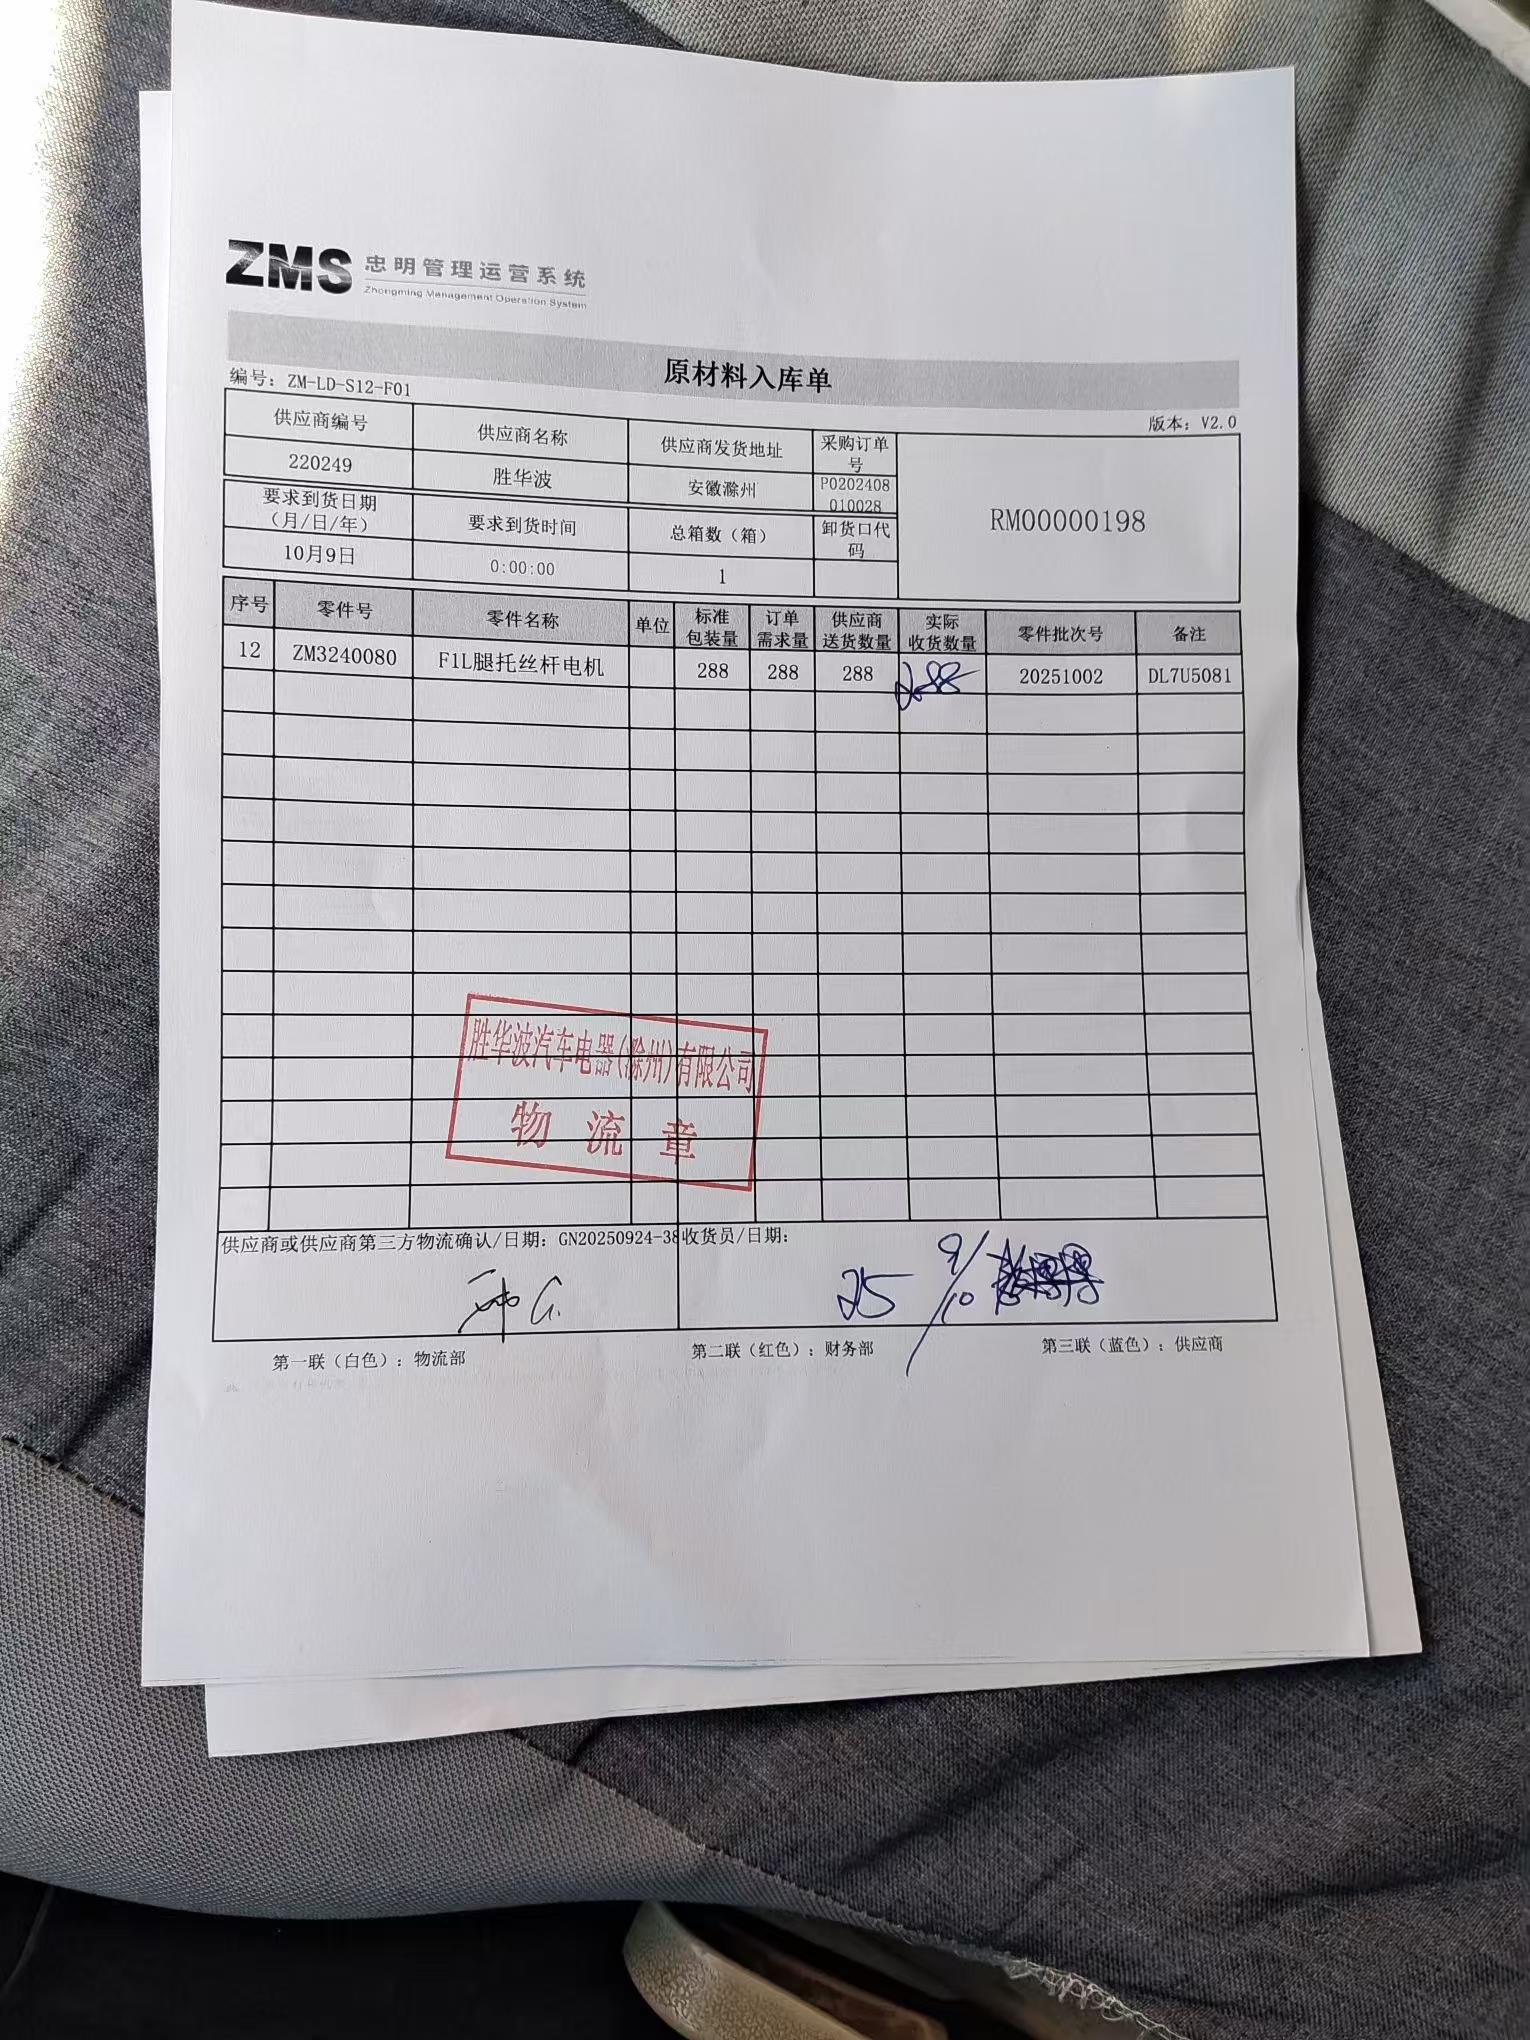 ZMS 忠明管理运营系统
Zhongming Management Operation System
原材料入库单
编号: ZM-LD-S12-F01
版本: V2.0
供应商编号 供应商名称 供应商发货地址 采购订单号
220249 胜华波 安徽滁州 PO202408010028
RM00000198
要求到货日期（月/日/年） 要求到货时间 总箱数（箱） 卸货口代码
10月9日 0:00:00 1
序号 零件号 零件名称 单位 标准包装量 订单需求量 供应商送货数量 实际收货数量 零件批次号 备注
12 ZM3240080 F1L腿托丝杆电机 288 288 288 288 20251002 DL7U5081
胜华波汽车电器(滁州)有限公司
物流章
供应商或供应商第三方物流确认/日期: GN20250924-38
收货员/日期:
25 9/10
第一联（白色）: 物流部 第二联（红色）: 财务部 第三联（蓝色）: 供应商